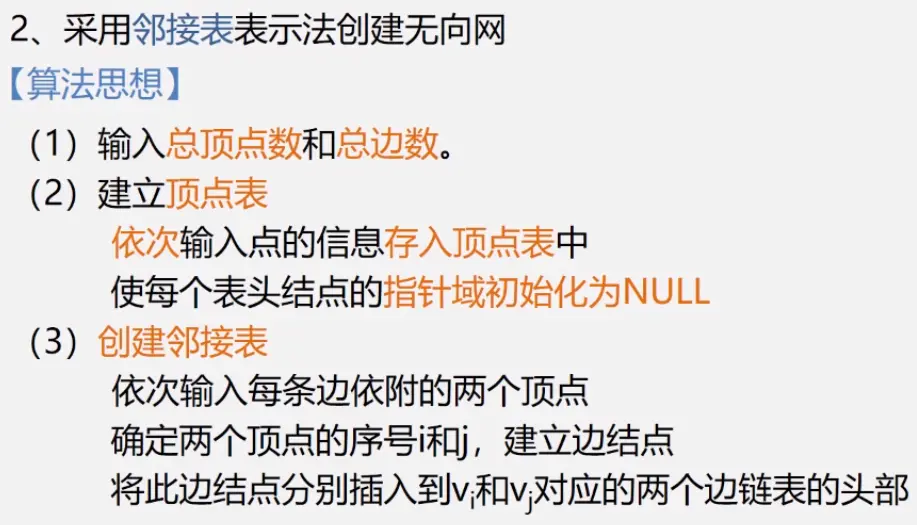 2、采用邻接表表示法创建无向网
【算法思想】
（1）输入总顶点数和总边数。
（2）建立顶点表
依次输入点的信息存入顶点表中
使每个表头结点的指针域初始化为NULL
（3）创建邻接表
依次输入每条边依附的两个顶点
确定两个顶点的序号i和j，建立边结点
将此边结点分别插入到vi和vj对应的两个边链表的头部